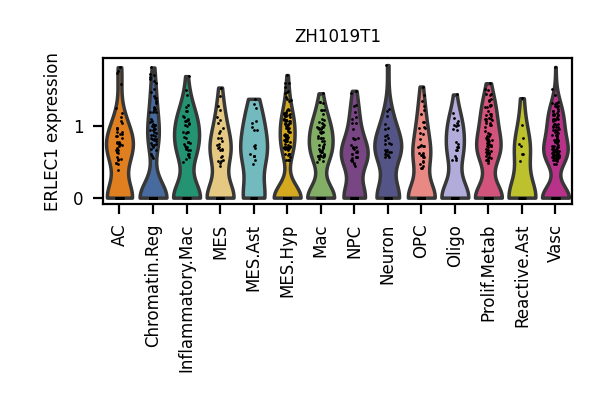 ZH1019T1
ERLEC1 expression
1
0
AC
Chromatin.Reg
Inflammatory.Mac
MES
MES.Ast
MES.Hyp
Mac
NPC
Neuron
OPC
Oligo
Prolif.Metab
Reactive.Ast
Vasc